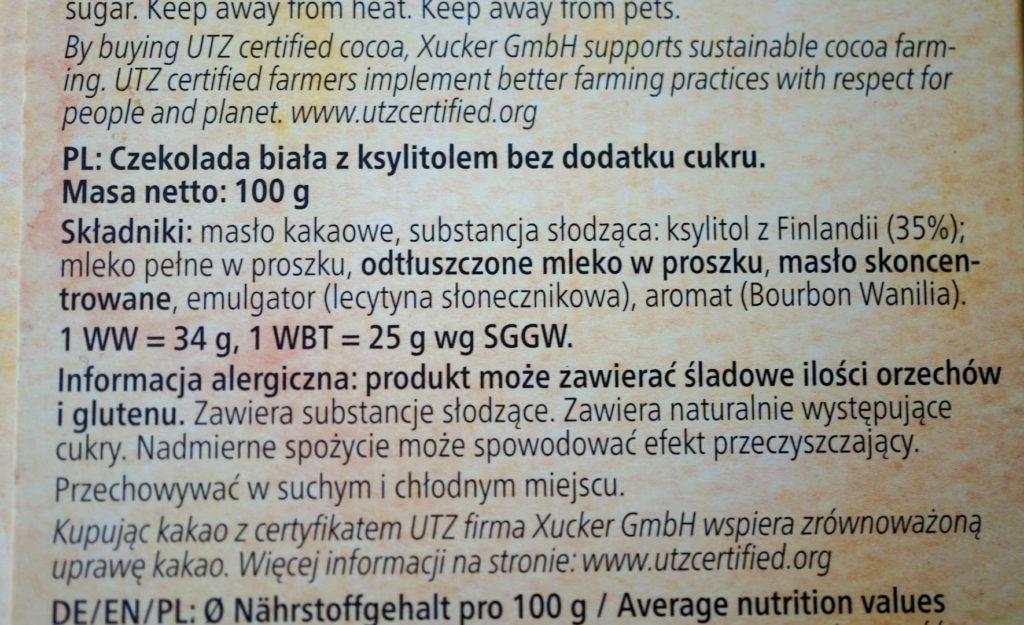 sugar. Keep away from heat. Keep away from pets.
By buying UTZ certified cocoa, Xucker GmbH supports sustainable cocoa farm-
ing. UTZ certified farmers implement better farming practices with respect for
people and planet. www.utzcertified.org
PL: Czekolada biała z ksylitolem bez dodatku cukru.
Masa netto: 100 g
Składniki: masło kakaowe, substancja słodząca: ksylitol z Finlandii (35%);
mleko pełne w proszku, odtłuszczone mleko w proszku, masło skoncen-
trowane, emulgator (lecytyna słonecznikowa), aromat (Bourbon Wanilia).
1 WW = 34 g, 1 WBT = 25 g wg SGGW.
Informacja alergiczna: produkt może zawierać śladowe ilości orzechów
i glutenu. Zawiera substancje słodzące. Zawiera naturalnie występujące
cukry. Nadmierne spożycie może spowodować efekt przeczyszczający.
Przechowywać w suchym i chłodnym miejscu.
Kupując kakao z certyfikatem UTZ firma Xucker GmbH wspiera zrównoważoną
uprawę kakao. Więcej informacji na stronie: www.utzcertified.org
DE/EN/PL: Ø Nährstoffgehalt pro 100 g / Average nutrition values